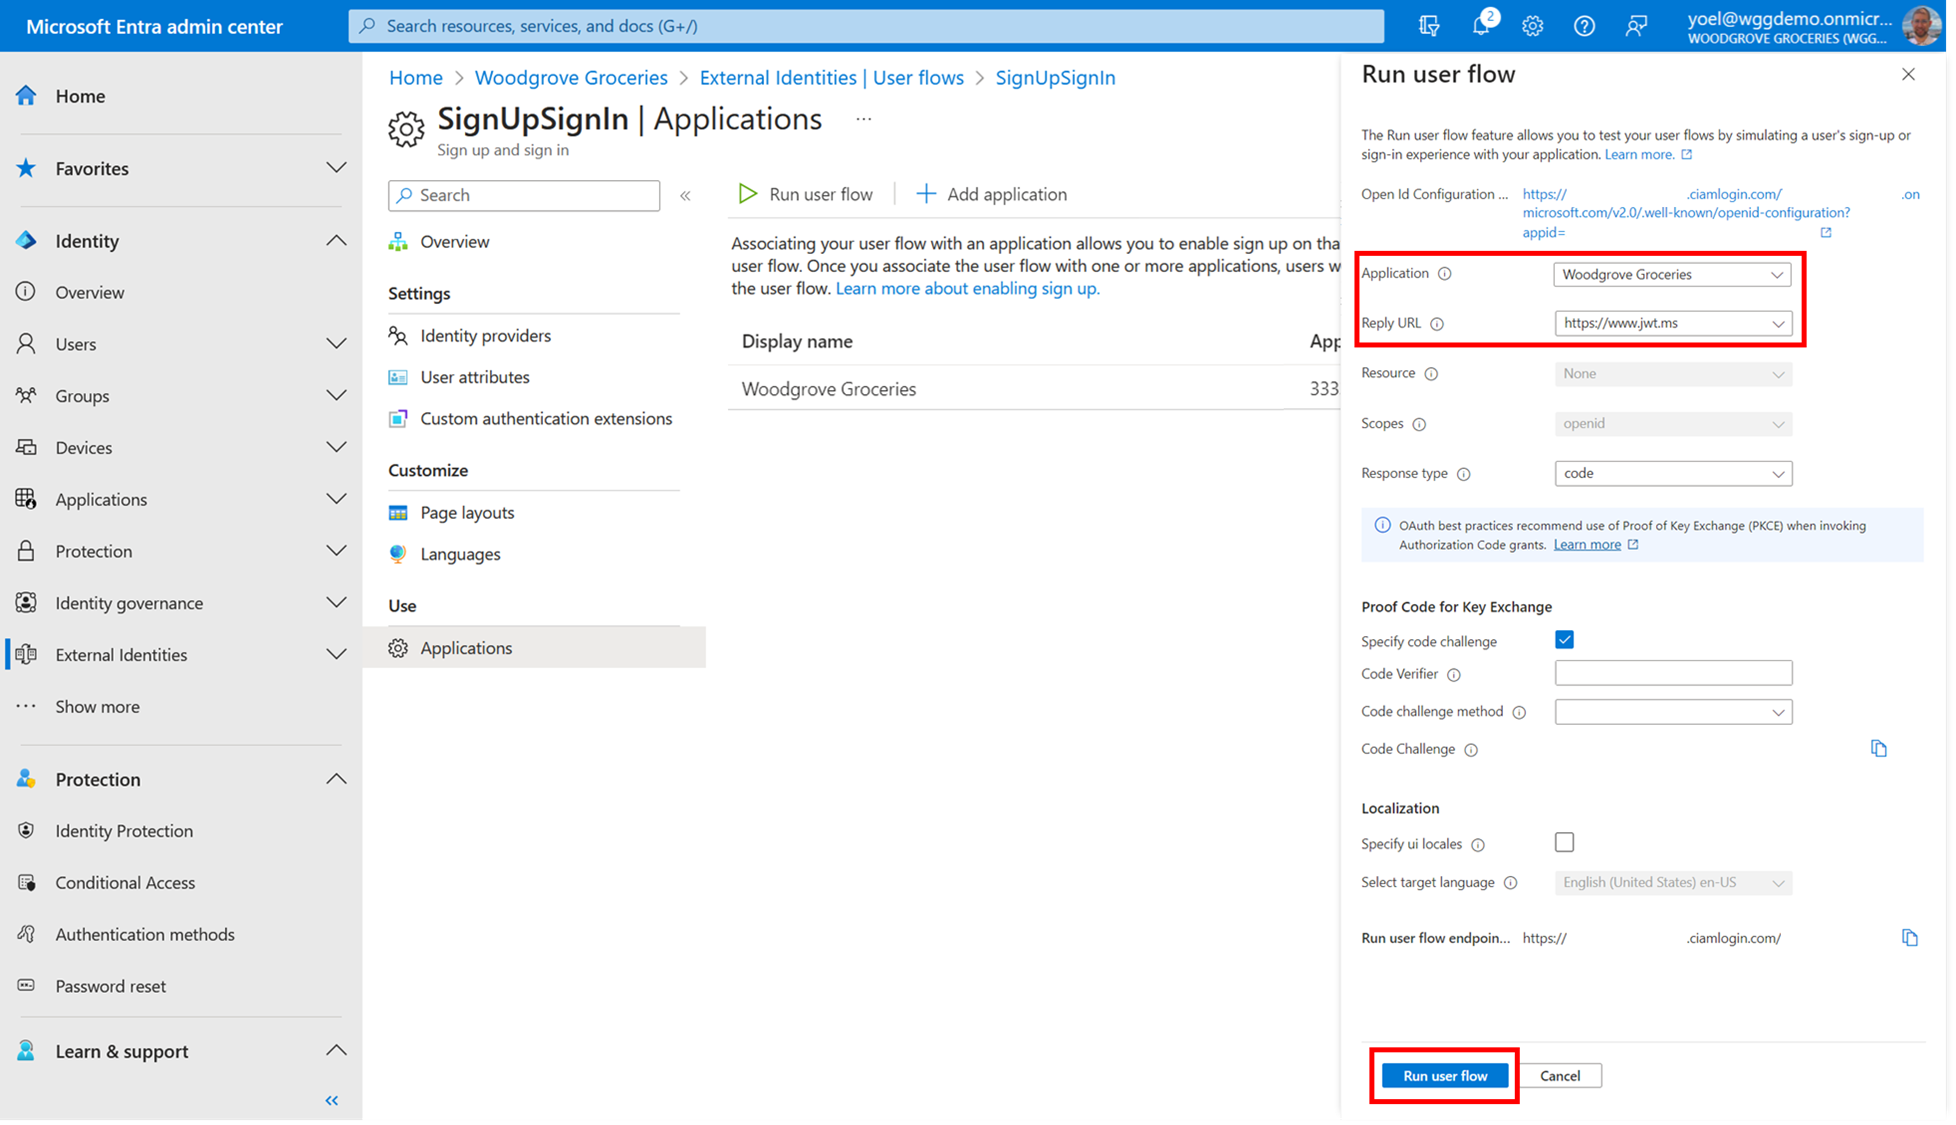 Microsoft Entra admin center
Search resources, services, and docs (G+/)
2
yoel@wggdemo.onmicr...
WOODGROVE GROCERIES (WGG...
Home
Favorites
Identity
Overview
Users
Groups
Devices
Applications
Protection
Identity governance
External Identities
Show more
Protection
Identity Protection
Conditional Access
Authentication methods
Password reset
Learn & support
Home > Woodgrove Groceries > External Identities | User flows > SignUpSignIn
SignUpSignIn | Applications ...
Sign up and sign in
Search
Overview
Settings
Identity providers
User attributes
Custom authentication extensions
Customize
Page layouts
Languages
Use
Applications
Run user flow
Add application
Associating your user flow with an application allows you to enable sign up on tha
user flow. Once you associate the user flow with one or more applications, users w
the user flow. Learn more about enabling sign up.
Display name App
Woodgrove Groceries 333
Run user flow
The Run user flow feature allows you to test your user flows by simulating a user's sign-up or
sign-in experience with your application. Learn more.
Open Id Configuration ... https:// .ciamlogin.com/ .on
microsoft.com/v2.0/.well-known/openid-configuration?
appid=
Application Woodgrove Groceries
Reply URL https://www.jwt.ms
Resource None
Scopes openid
Response type code
OAuth best practices recommend use of Proof of Key Exchange (PKCE) when invoking
Authorization Code grants. Learn more
Proof Code for Key Exchange
Specify code challenge
Code Verifier
Code challenge method
Code Challenge
Localization
Specify ui locales
Select target language English (United States) en-US
Run user flow endpoin... https:// .ciamlogin.com/
Run user flow Cancel